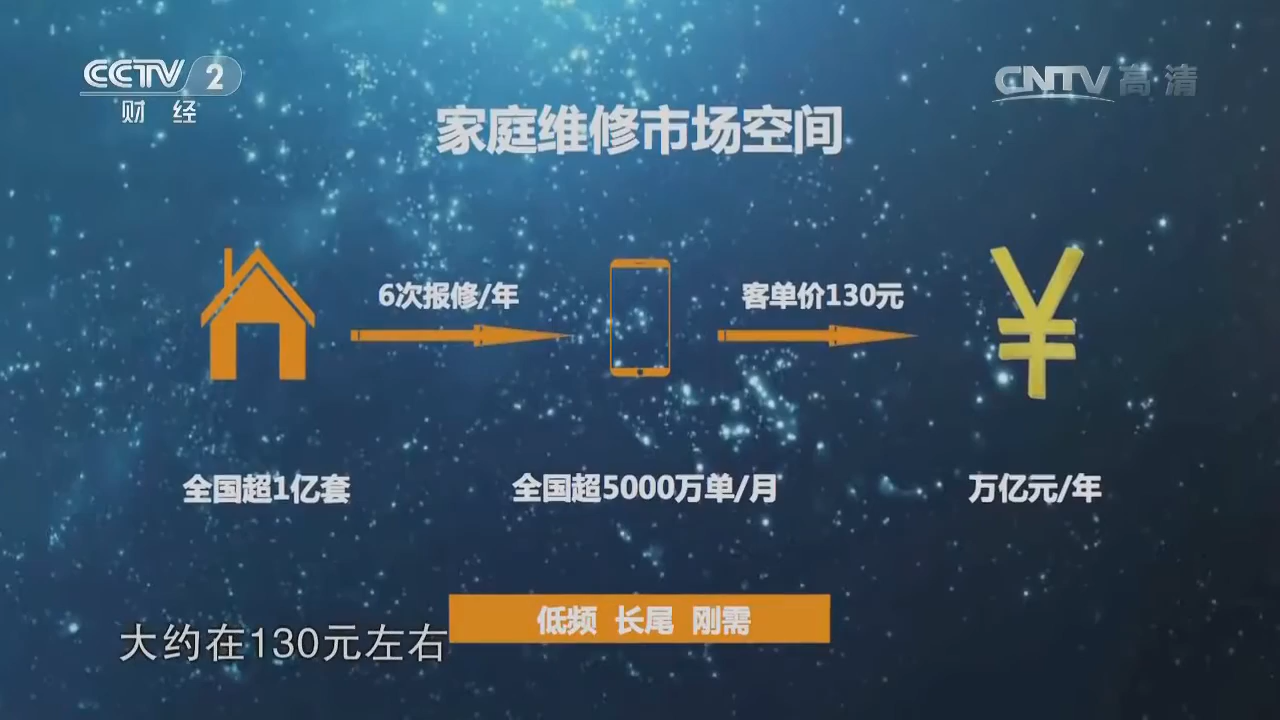 CCTV 2
财 经
CNTV 高清
家庭维修市场空间
6次报修/年
客单价130元
¥
全国超1亿套
全国超5000万单/月
万亿元/年
低频 长尾 刚需
大约在130元左右